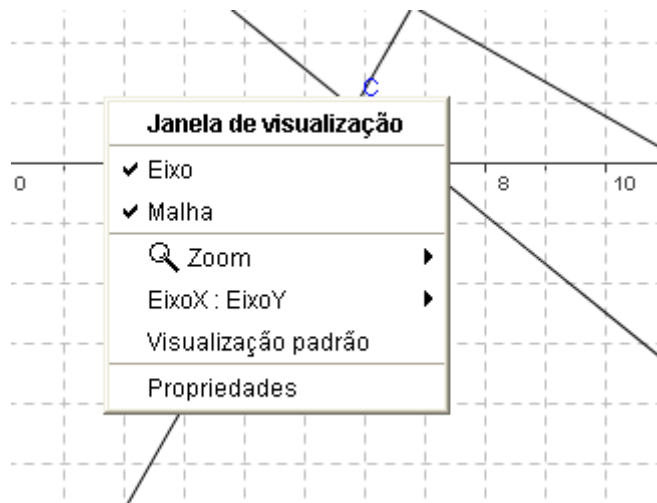 C
Janela de visualização
Eixo
Malha
0
8
10
Zoom
EixoX : EixoY
Visualização padrão
Propriedades